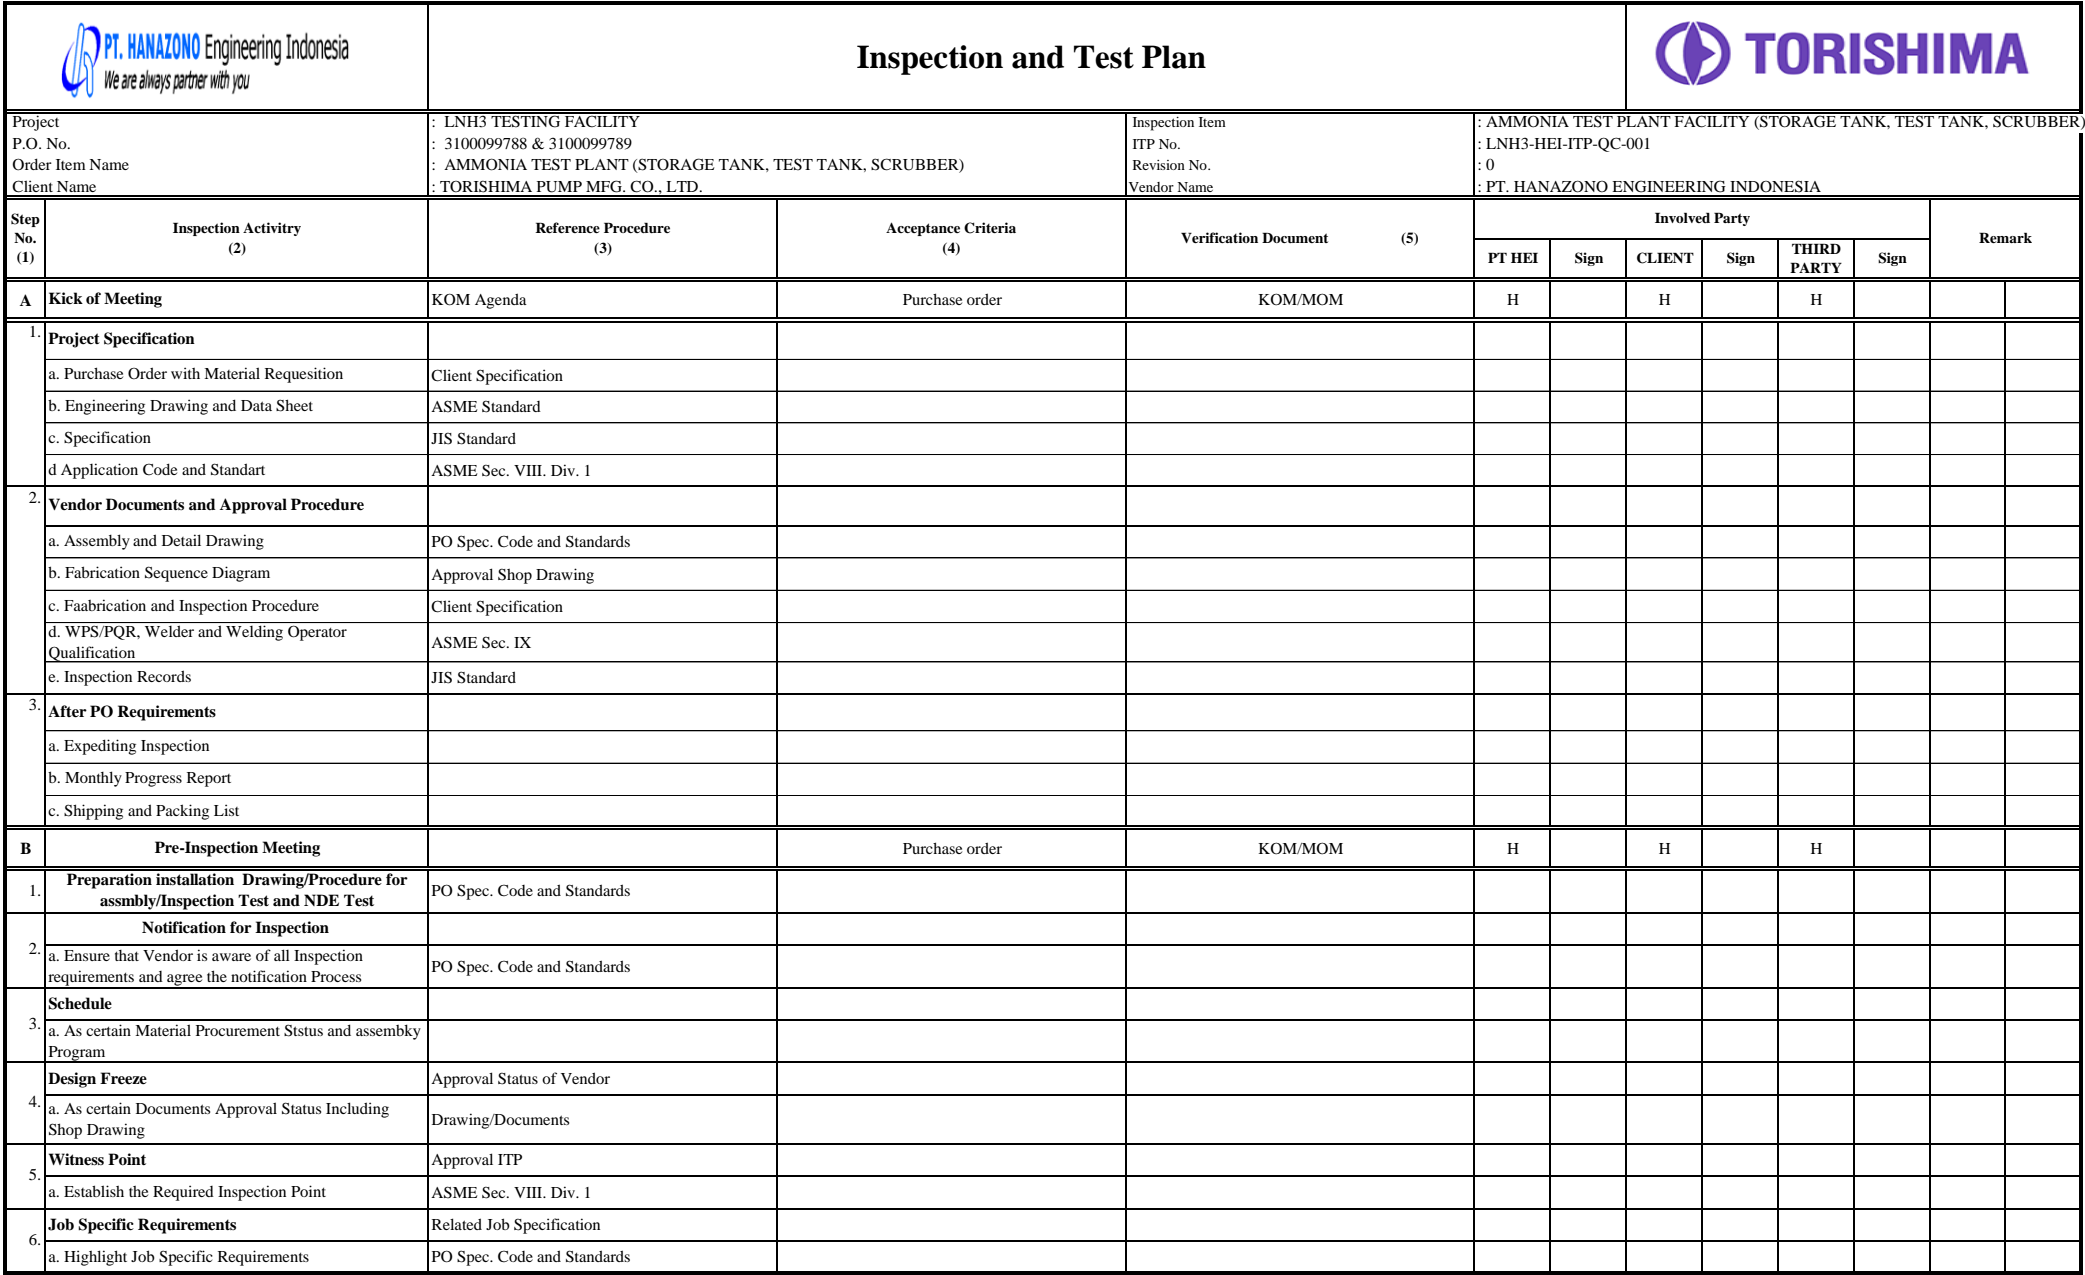 PT. HANAZONO Engineering Indonesia
We are always partner with you
Inspection and Test Plan
TORISHIMA
Project : LNH3 TESTING FACILITY Inspection Item : AMMONIA TEST PLANT FACILITY (STORAGE TANK, TEST TANK, SCRUBBER)
P.O. No. : 3100099788 & 3100099789 ITP No. : LNH3-HEI-ITP-QC-001
Order Item Name : AMMONIA TEST PLANT (STORAGE TANK, TEST TANK, SCRUBBER) Revision No. : 0
Client Name : TORISHIMA PUMP MFG. CO., LTD. Vendor Name : PT. HANAZONO ENGINEERING INDONESIA
Step
No.
(1)
Inspection Activitry
(2)
Reference Procedure
(3)
Acceptance Criteria
(4)
Verification Document (5)
Involved Party
Remark
PT HEI Sign CLIENT Sign THIRD PARTY Sign
A Kick of Meeting KOM Agenda Purchase order KOM/MOM H H H
1. Project Specification
a. Purchase Order with Material Requesition Client Specification
b. Engineering Drawing and Data Sheet ASME Standard
c. Specification JIS Standard
d Application Code and Standart ASME Sec. VIII. Div. 1
2. Vendor Documents and Approval Procedure
a. Assembly and Detail Drawing PO Spec. Code and Standards
b. Fabrication Sequence Diagram Approval Shop Drawing
c. Faabrication and Inspection Procedure Client Specification
d. WPS/PQR, Welder and Welding Operator
Qualification ASME Sec. IX
e. Inspection Records JIS Standard
3. After PO Requirements
a. Expediting Inspection
b. Monthly Progress Report
c. Shipping and Packing List
B Pre-Inspection Meeting Purchase order KOM/MOM H H H
1. Preparation installation Drawing/Procedure for
assmbly/Inspection Test and NDE Test PO Spec. Code and Standards
Notification for Inspection
2. a. Ensure that Vendor is aware of all Inspection
requirements and agree the notification Process PO Spec. Code and Standards
Schedule
3. a. As certain Material Procurement Ststus and assembky
Program
Design Freeze Approval Status of Vendor
4. a. As certain Documents Approval Status Including
Shop Drawing Drawing/Documents
Witness Point Approval ITP
5. a. Establish the Required Inspection Point ASME Sec. VIII. Div. 1
Job Specific Requirements Related Job Specification
6. a. Highlight Job Specific Requirements PO Spec. Code and Standards